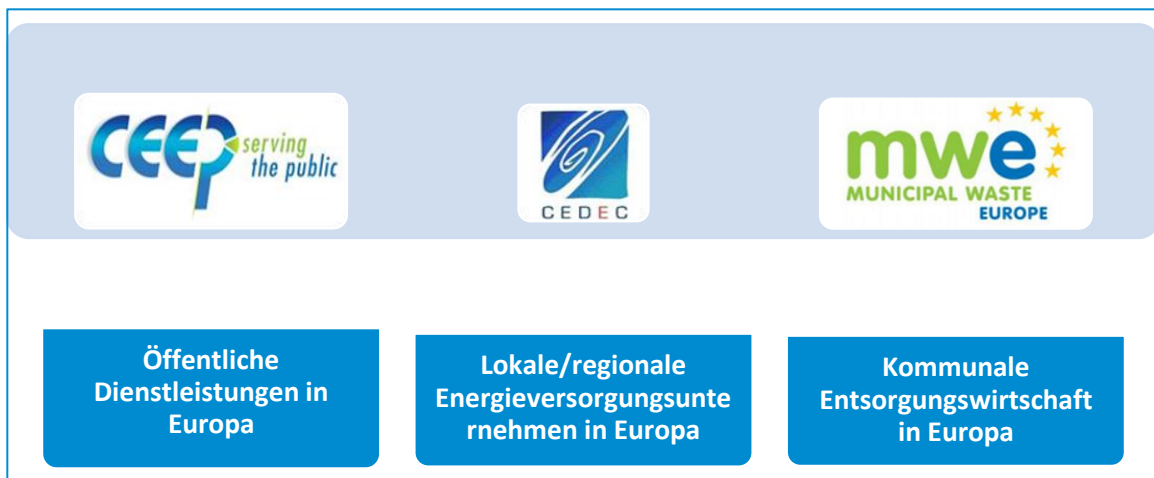 CEEP serving
the public
CEDEC
mwe
MUNICIPAL WASTE
EUROPE
Öffentliche
Dienstleistungen in
Europa
Lokale/regionale
Energieversorgungsunte
rnehmen in Europa
Kommunale
Entsorgungswirtschaft
in Europa